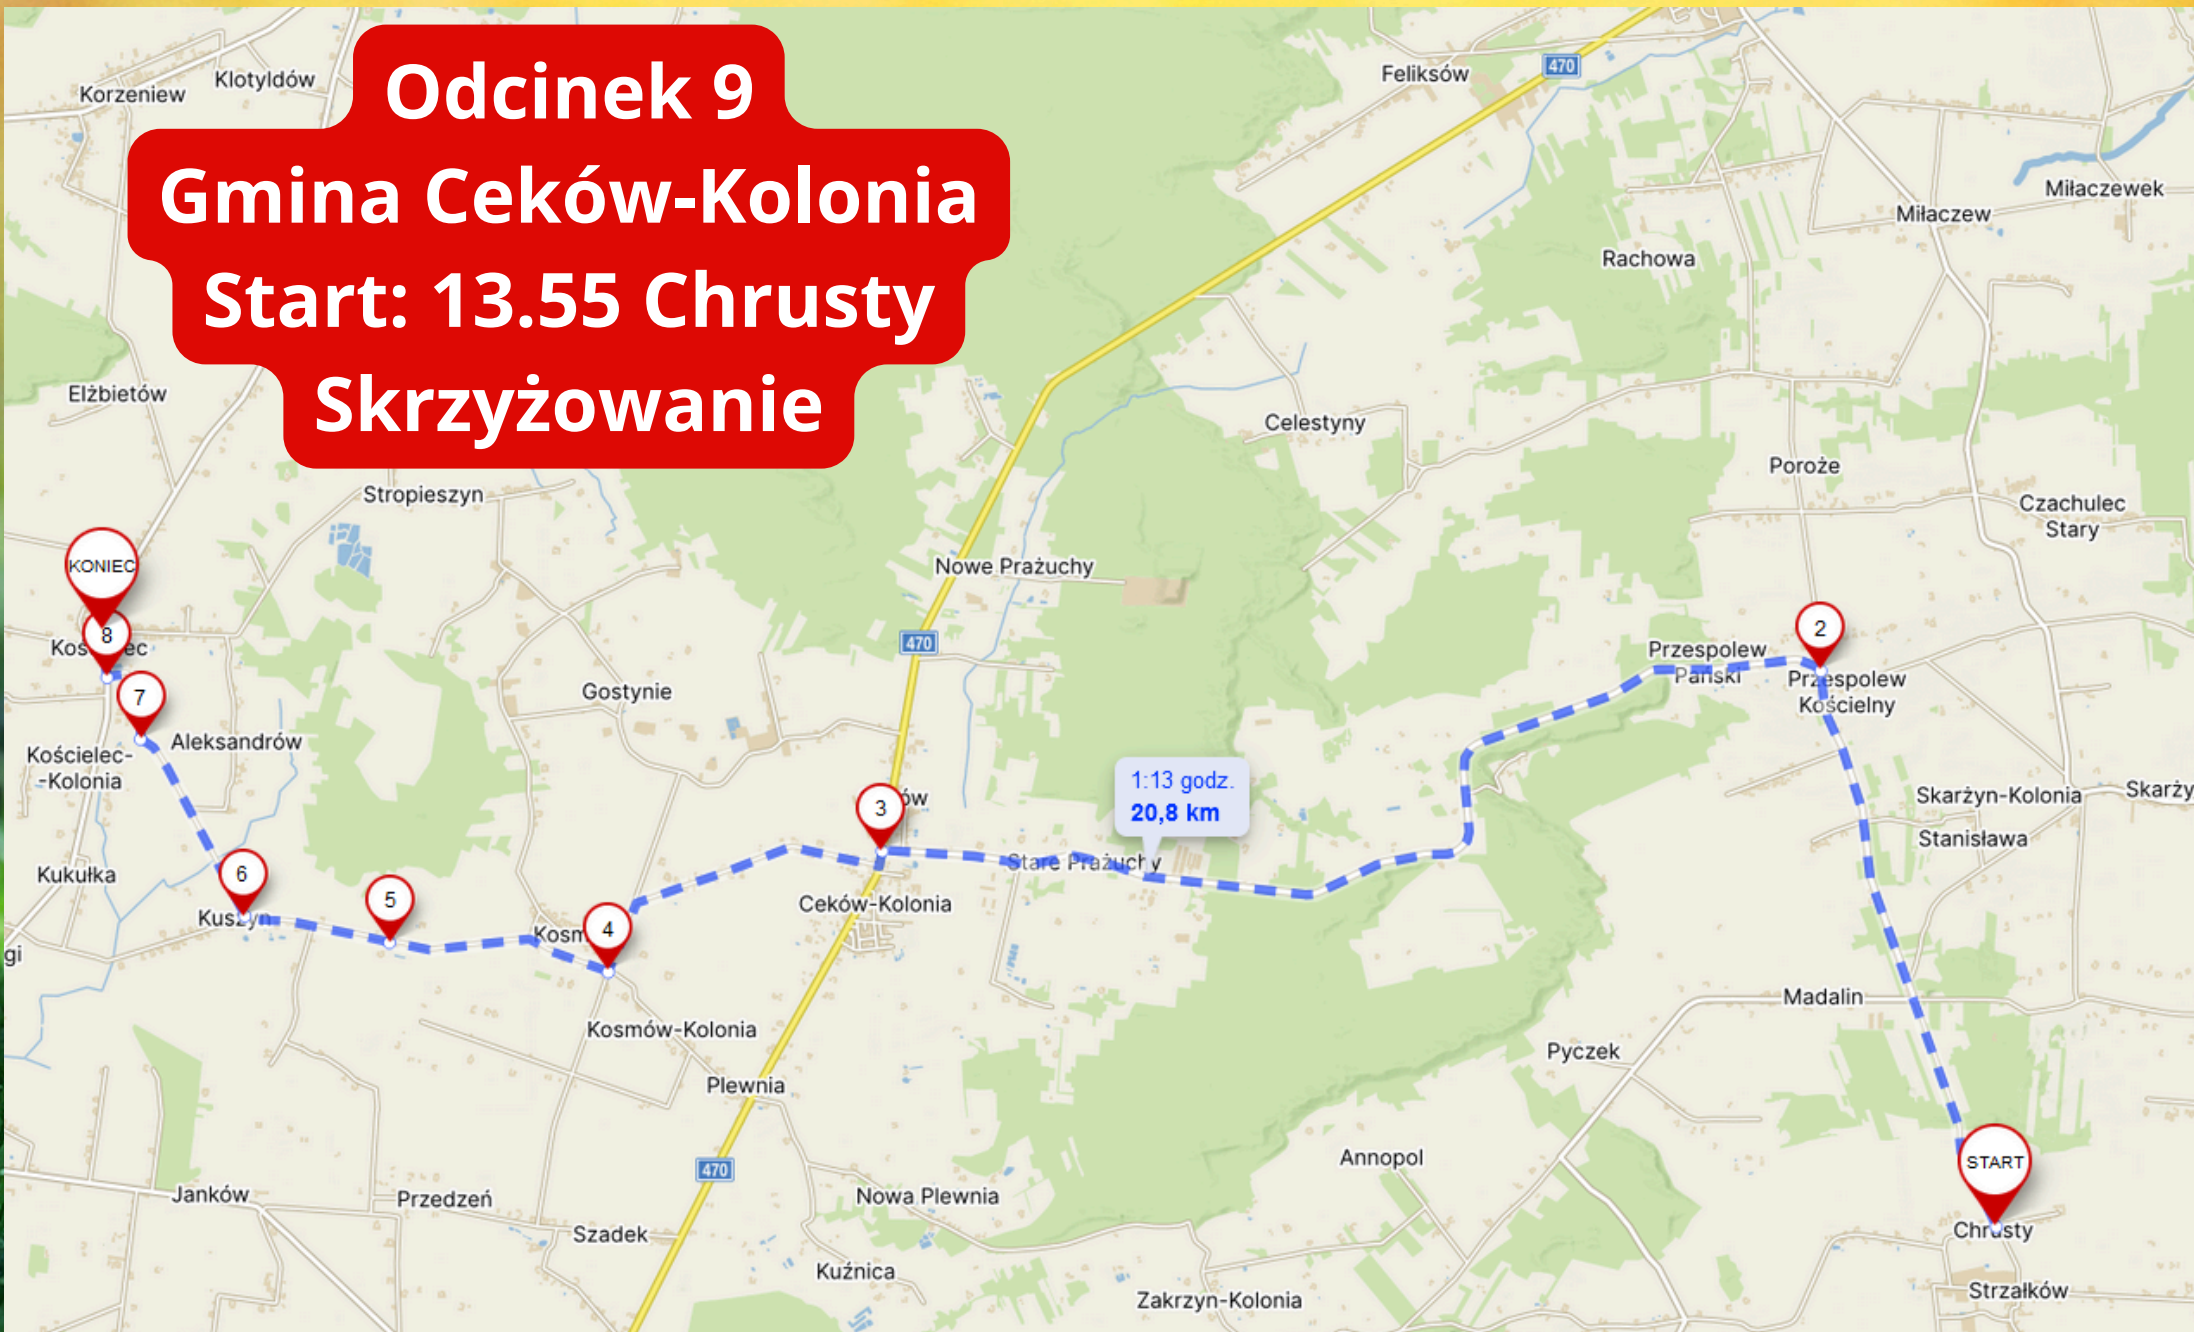 Odcinek 9
Gmina Ceków-Kolonia
Start: 13.55 Chrusty
Skrzyżowanie
Korzeniew
Klotyldów
Feliksów
470
Miłaczewek
Miłaczew
Rachowa
Elżbietów
Celestyny
Poroże
Stropieszyn
Czachulec
Stary
KONIEC
Nowe Prażuchy
8
2
470
Przespolew
Pański
Przespolew
Kościelny
7
Gostynie
Aleksandrów
Kościelec-
-Kolonia
1:13 godz.
20,8 km
3
Skarżyn-Kolonia
Skarży
Stanisława
Stare Prażuchy
Kukułka
6
5
Ceków-Kolonia
Kuszyn
4
Madalin
Kosmów-Kolonia
Pyczek
Plewnia
Annopol
START
470
Janków
Przedzeń
Nowa Plewnia
Szadek
Chrusty
Kuźnica
Zakrzyn-Kolonia
Strzałków